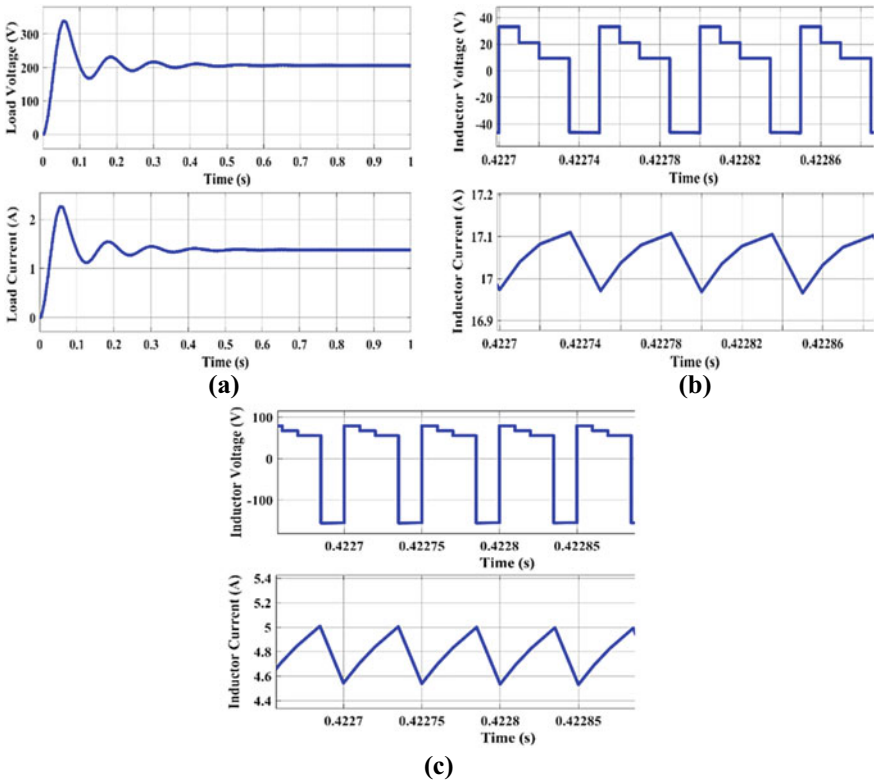 Load Voltage (V)
300
200
100
0
0 0.1 0.2 0.3 0.4 0.5 0.6 0.7 0.8 0.9 1
Time (s)
Load Current (A)
2
1
0
0 0.1 0.2 0.3 0.4 0.5 0.6 0.7 0.8 0.9 1
Time (s)
(a)
Inductor Voltage (V)
40
20
0
-20
-40
0.4227 0.42274 0.42278 0.42282 0.42286
Time (s)
Inductor Current (A)
17.2
17.1
17
16.9
0.4227 0.42274 0.42278 0.42282 0.42286
Time (s)
(b)
Inductor Voltage (V)
100
0
-100
0.4227 0.42275 0.4228 0.42285
Time (s)
Inductor Current (A)
5.4
5.2
5
4.8
4.6
4.4
0.4227 0.42275 0.4228 0.42285
Time (s)
(c)